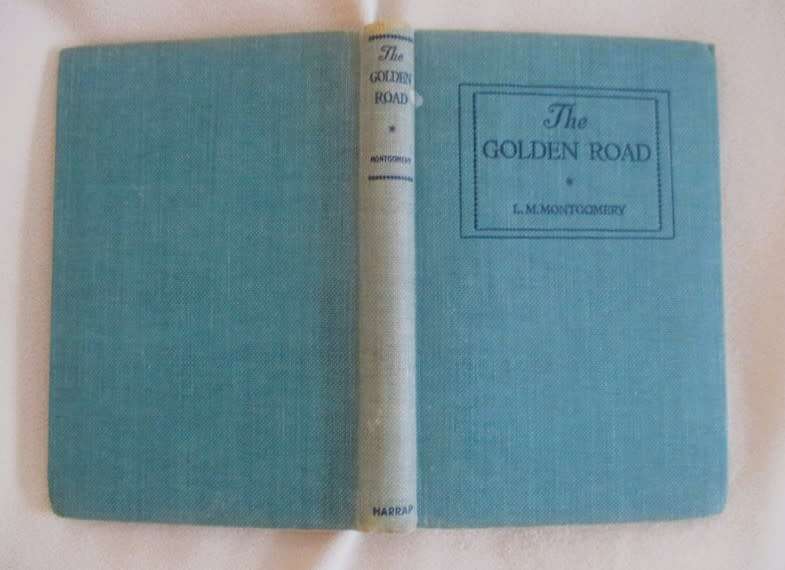 The
GOLDEN
ROAD
*
MONTGOMERY
HARRAP
The
GOLDEN ROAD
*
L. M. MONTGOMERY